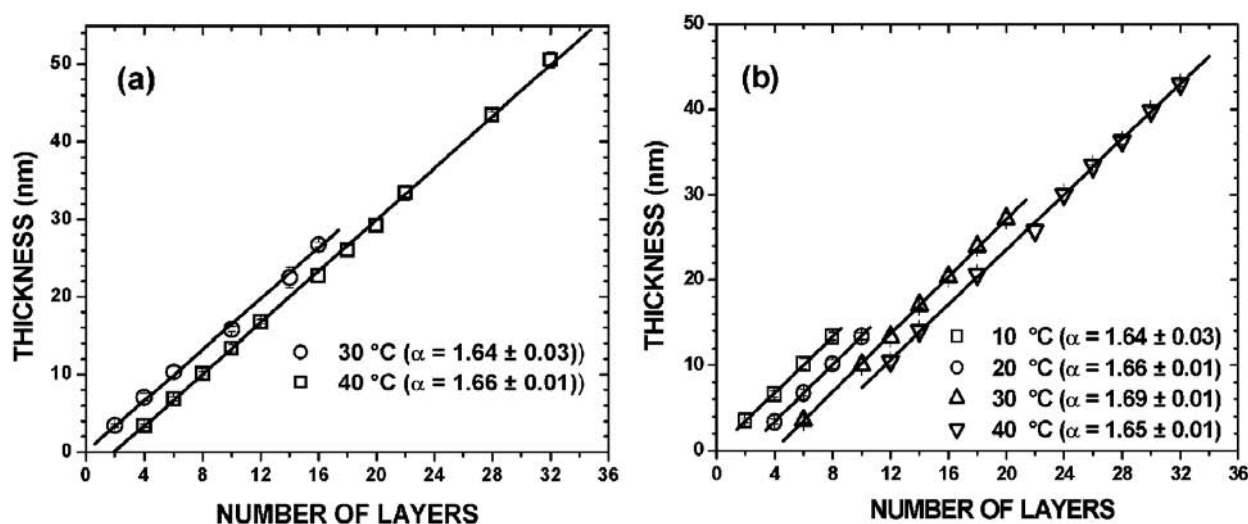 (a)
THICKNESS (nm)
50
40
30
20
10
0
30 °C (α = 1.64 ± 0.03))
40 °C (α = 1.66 ± 0.01))
0 4 8 12 16 20 24 28 32 36
NUMBER OF LAYERS
(b)
THICKNESS (nm)
50
40
30
20
10
0
10 °C (α = 1.64 ± 0.03)
20 °C (α = 1.66 ± 0.01)
30 °C (α = 1.69 ± 0.01)
40 °C (α = 1.65 ± 0.01)
0 4 8 12 16 20 24 28 32 36
NUMBER OF LAYERS